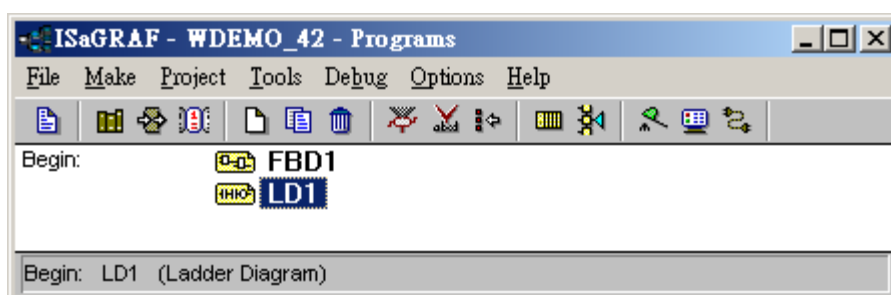 ISaGRAF - WDEMO_42 - Programs
File Make Project Tools Debug Options Help
Begin: FBD1
LD1
Begin: LD1 (Ladder Diagram)